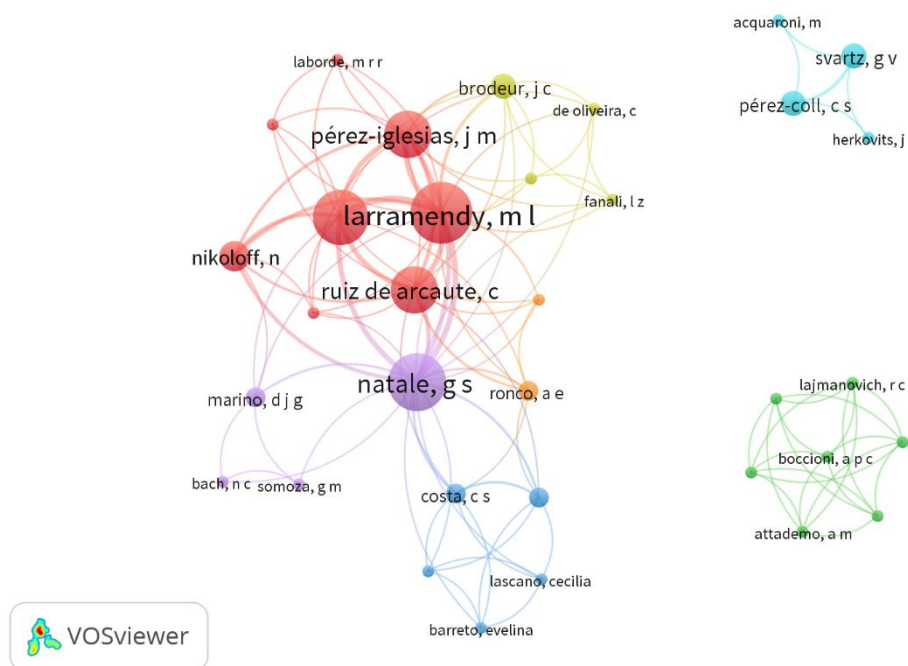 acquaroni, m
svartz, g v
laborde, m r r
brodeur, j c
pérez-coll, c s
de oliveira, c
pérez-iglesias, j m
herkovits, j
fanali, l z
larramendy, m l
nikoloff, n
ruiz de arcaute, c
natale, g s
ronco, a e
lajmanovich, r c
marino, d j g
boccioni, a p c
bach, n c
somoza, g m
costa, c s
attademo, a m
lascano, cecilia
barreto, evelina
VOSviewer